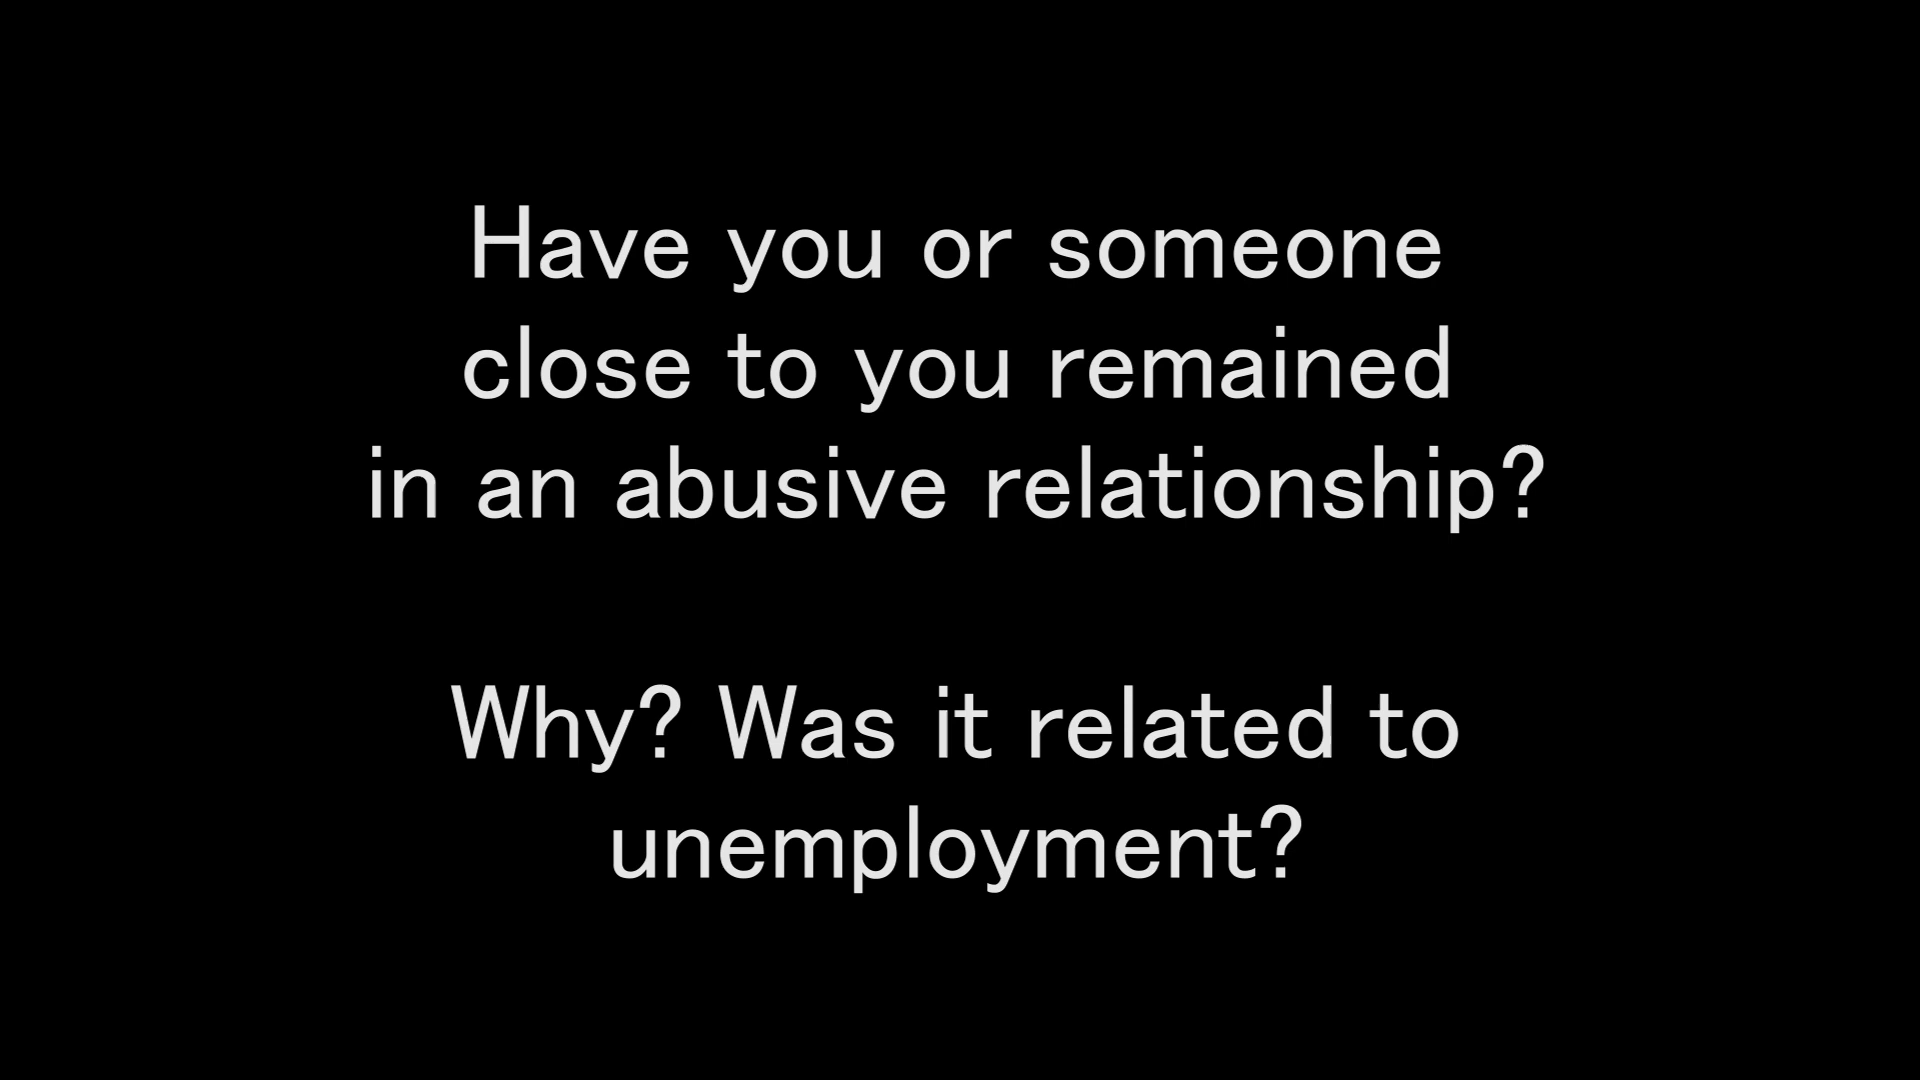 Have you or someone
close to you remained
in an abusive relationship?
Why? Was it related to
unemployment?